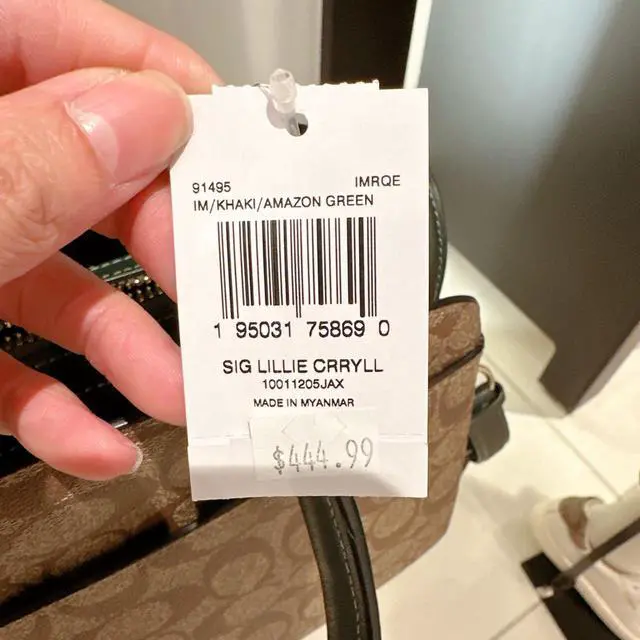 91495 IMRQE
IM/KHAKI/AMAZON GREEN
1 95031 75869 0
SIG LILLIE CRRYLL
10011205JAX
MADE IN MYANMAR
$444.99